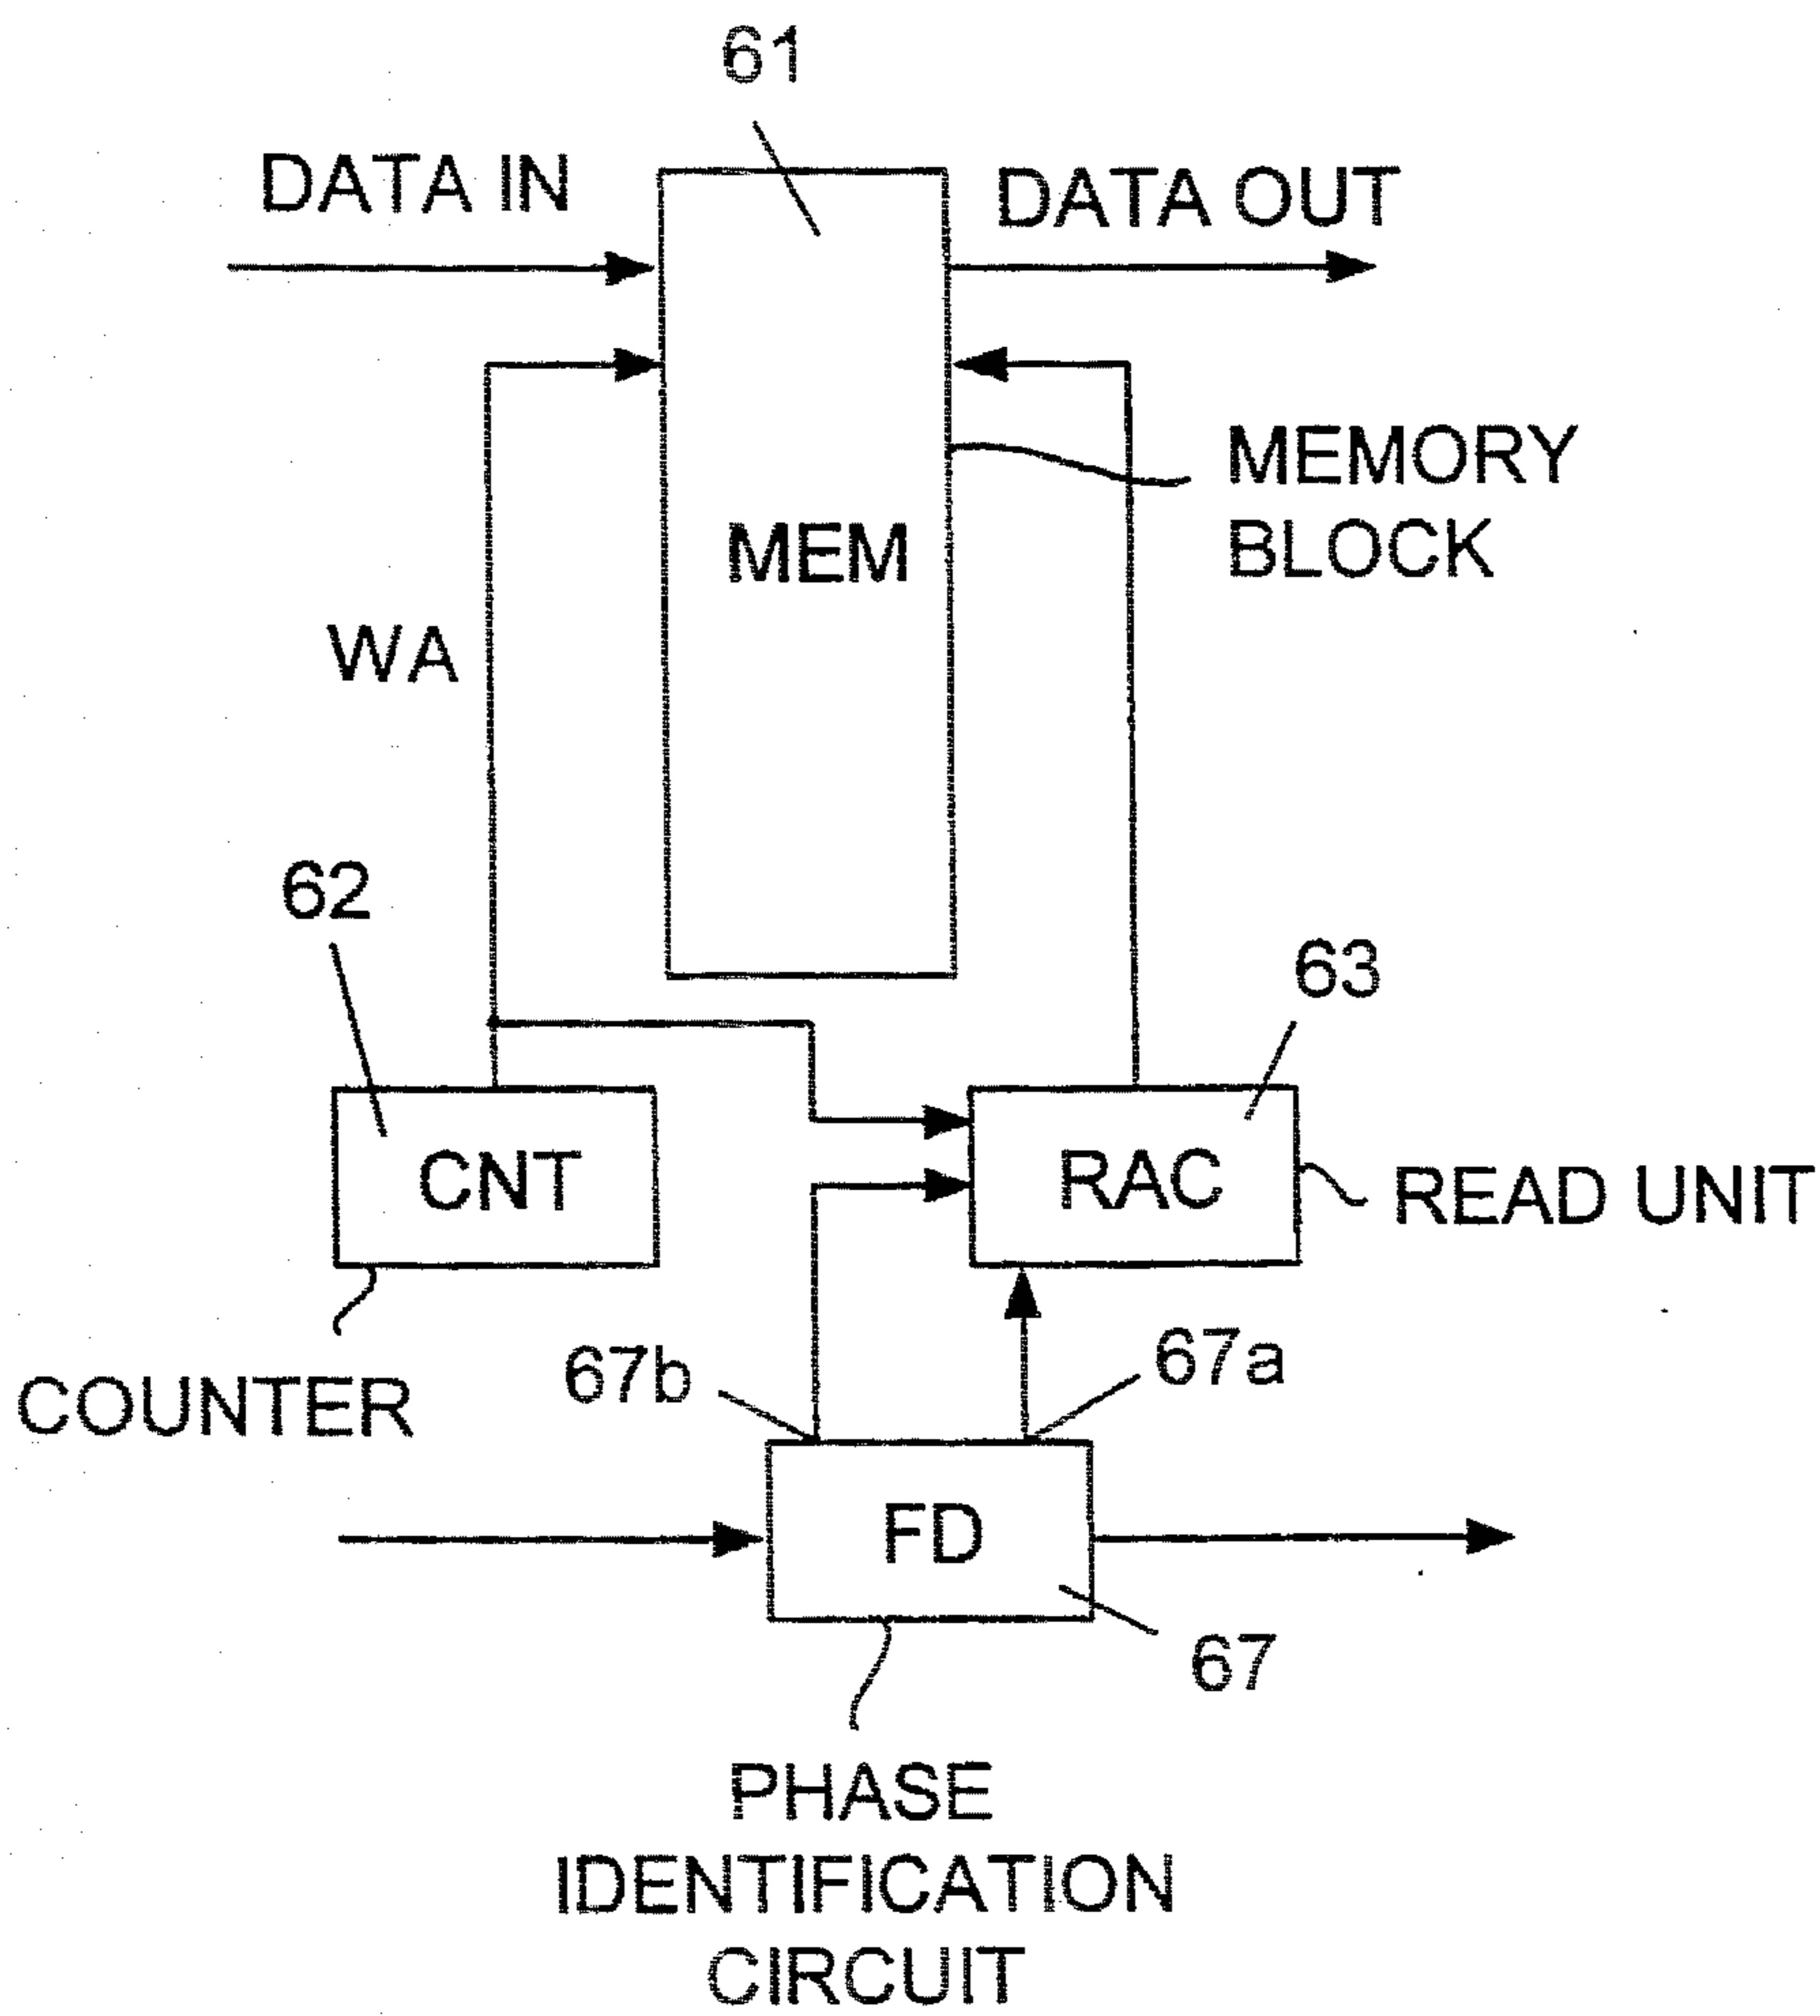 61
DATA IN
DATA OUT
MEMORY
BLOCK
MEM
WA
62
63
CNT
RAC
READ UNIT
67b
67a
COUNTER
FD
67
PHASE
IDENTIFICATION
CIRCUIT